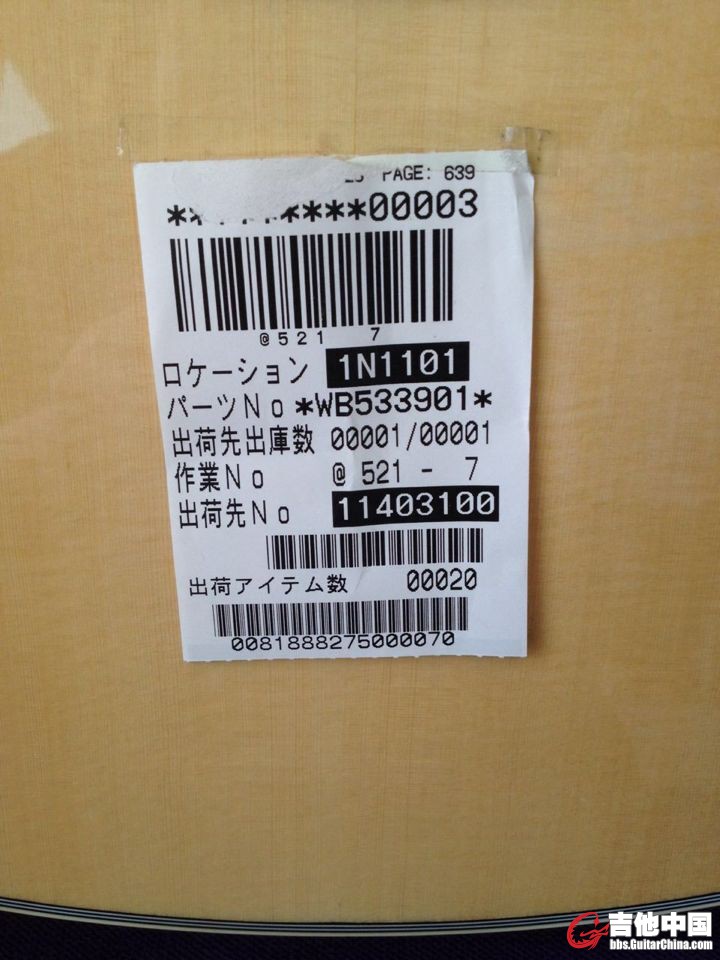 PAGE: 639
********00003
@521 7
ロケーション 1N1101
パーツNo *WB533901*
出荷先出庫数 00001/00001
作業No @ 521 - 7
出荷先No 11403100
出荷アイテム数 00020
0081888275000070
吉他中国
bbs.GuitarChina.com